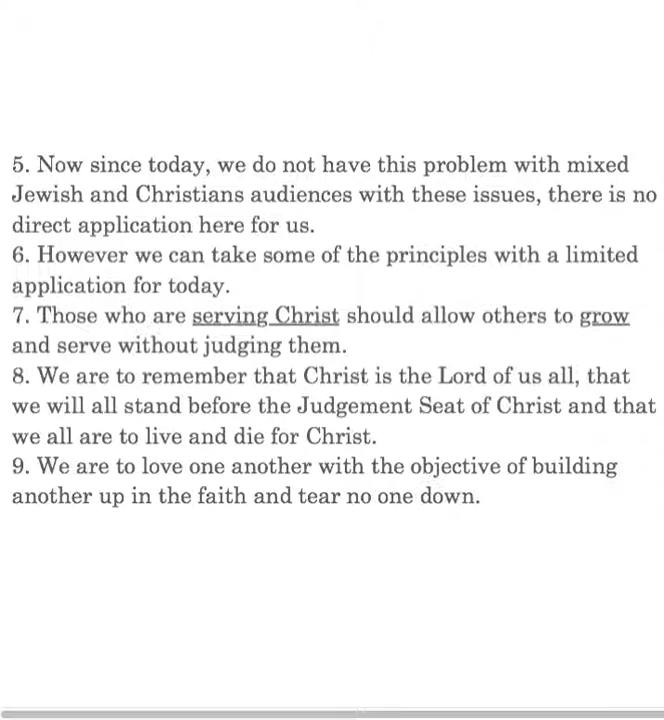 5. Now since today, we do not have this problem with mixed
Jewish and Christians audiences with these issues, there is no
direct application here for us.
6. However we can take some of the principles with a limited
application for today.
7. Those who are serving Christ should allow others to grow
and serve without judging them.
8. We are to remember that Christ is the Lord of us all, that
we will all stand before the Judgement Seat of Christ and that
we all are to live and die for Christ.
9. We are to love one another with the objective of building
another up in the faith and tear no one down.